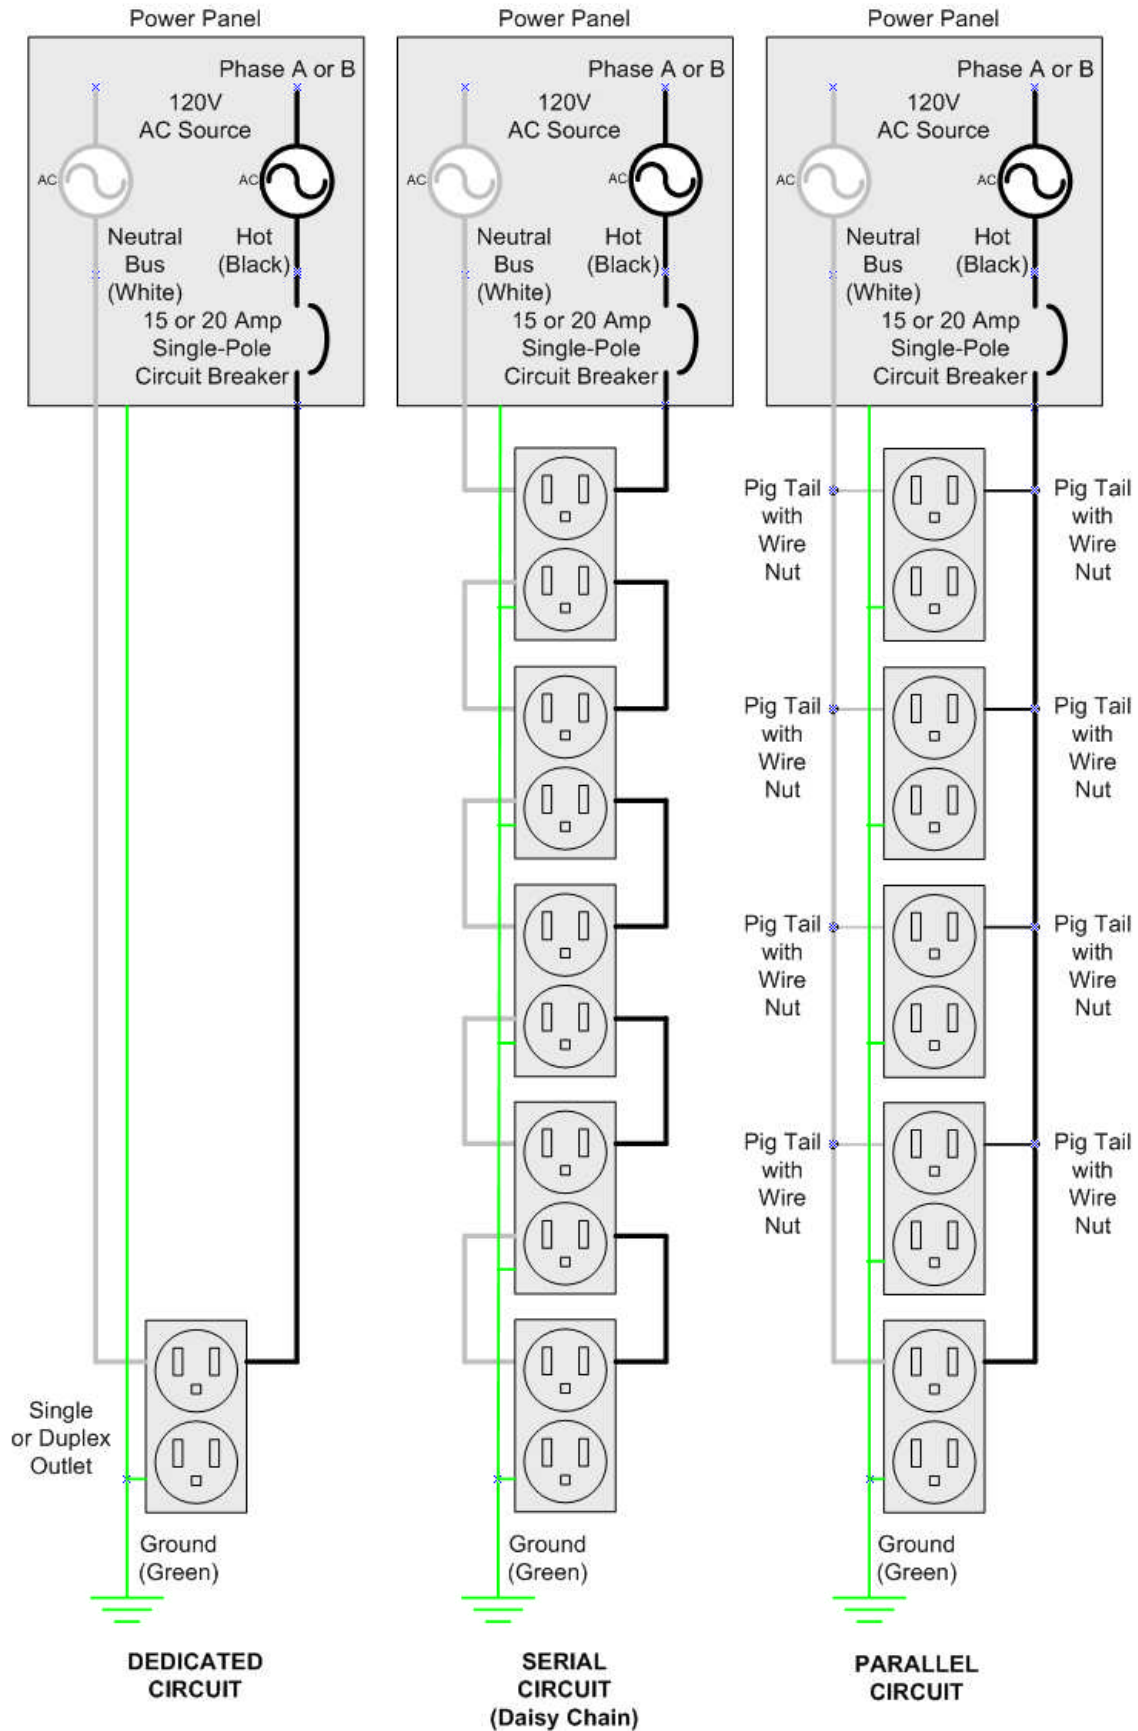 Power Panel
Phase A or B
120V
AC Source
AC
AC
Neutral
Bus
(White)
Hot
(Black)
15 or 20 Amp
Single-Pole
Circuit Breaker
Single
or Duplex
Outlet
Ground
(Green)
DEDICATED
CIRCUIT
Power Panel
Phase A or B
120V
AC Source
AC
AC
Neutral
Bus
(White)
Hot
(Black)
15 or 20 Amp
Single-Pole
Circuit Breaker
Ground
(Green)
SERIAL
CIRCUIT
(Daisy Chain)
Power Panel
Phase A or B
120V
AC Source
AC
AC
Neutral
Bus
(White)
Hot
(Black)
15 or 20 Amp
Single-Pole
Circuit Breaker
Pig Tail
with
Wire
Nut
Pig Tail
with
Wire
Nut
Pig Tail
with
Wire
Nut
Pig Tail
with
Wire
Nut
Pig Tail
with
Wire
Nut
Pig Tail
with
Wire
Nut
Pig Tail
with
Wire
Nut
Pig Tail
with
Wire
Nut
Ground
(Green)
PARALLEL
CIRCUIT